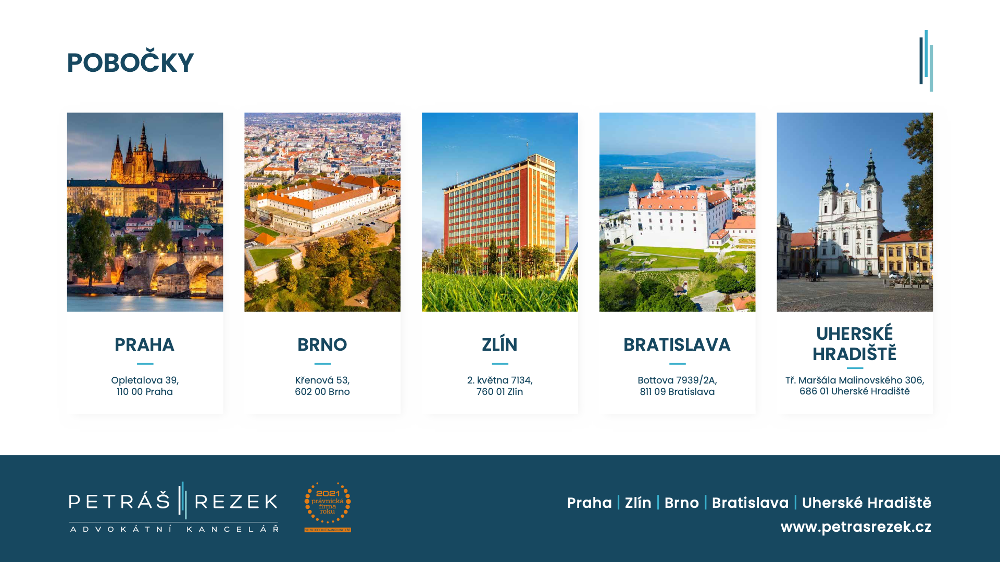 POBOČKY
PRAHA
Opletalova 39,
110 00 Praha
BRNO
Křenová 53,
602 00 Brno
ZLÍN
2. května 7134,
760 01 Zlín
BRATISLAVA
Bottova 7939/2A,
811 09 Bratislava
UHERSKÉ
HRADIŠTĚ
Tř. Maršála Malinovského 306,
686 01 Uherské Hradiště
PETRÁŠ REZEK
ADVOKÁTNÍ KANCELÁŘ
2021
právnická
firma
roku
VELMI DOPORUČOVANÁ KANCELÁŘ
Praha | Zlín | Brno | Bratislava | Uherské Hradiště
www.petrasrezek.cz